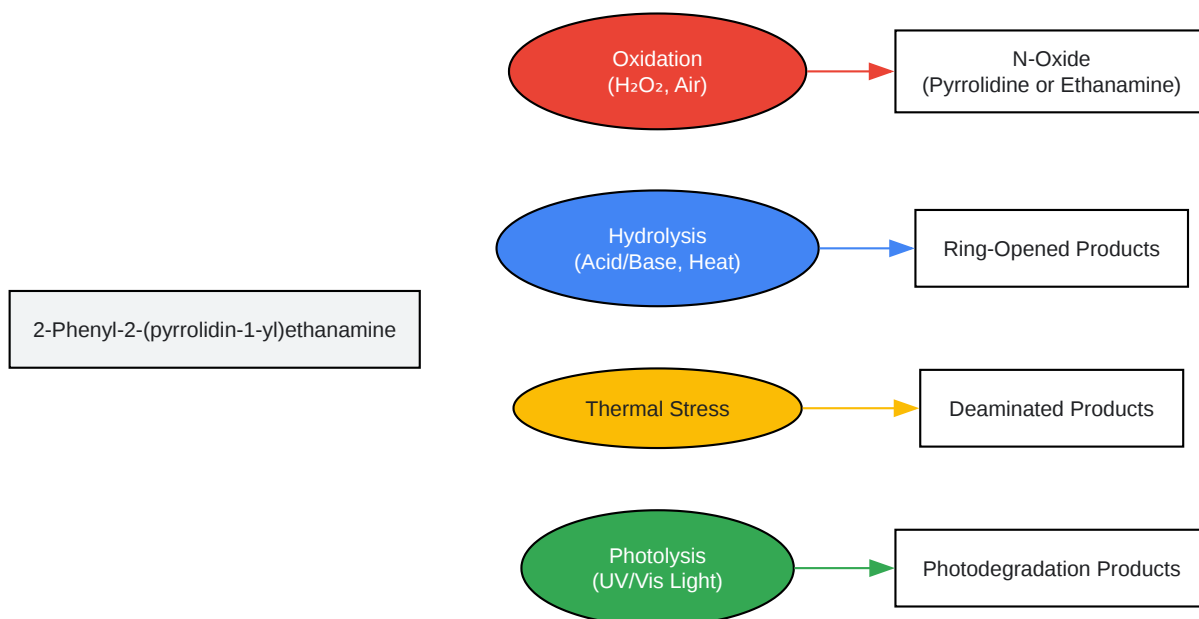 Oxidation
(H₂O₂, Air)
N-Oxide
(Pyrrolidine or Ethanamine)
Hydrolysis
(Acid/Base, Heat)
Ring-Opened Products
2-Phenyl-2-(pyrrolidin-1-yl)ethanamine
Thermal Stress
Deaminated Products
Photolysis
(UV/Vis Light)
Photodegradation Products